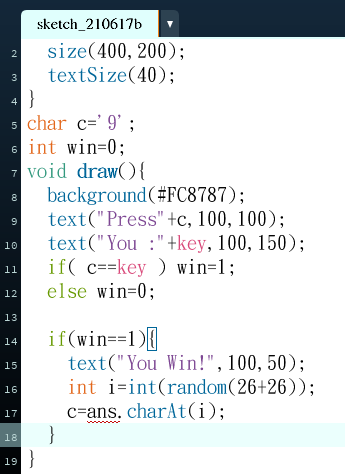 sketch_210617b ▼
2 size(400,200);
3 textSize(40);
4 }
5 char c='9';
6 int win=0;
7 void draw(){
8 background(#FC8787);
9 text("Press"+c,100,100);
10 text("You :"+key,100,150);
11 if( c==key ) win=1;
12 else win=0;
13
14 if(win==1){
15 text("You Win!",100,50);
16 int i=int(random(26+26));
17 c=ans.charAt(i);
18 }
19 }